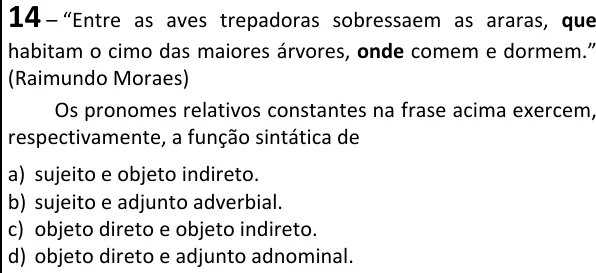 14 – “Entre as aves trepadoras sobressaem as araras, que
habitam o cimo das maiores árvores, onde comem e dormem.”
(Raimundo Moraes)
Os pronomes relativos constantes na frase acima exercem,
respectivamente, a função sintática de
a) sujeito e objeto indireto.
b) sujeito e adjunto adverbial.
c) objeto direto e objeto indireto.
d) objeto direto e adjunto adnominal.